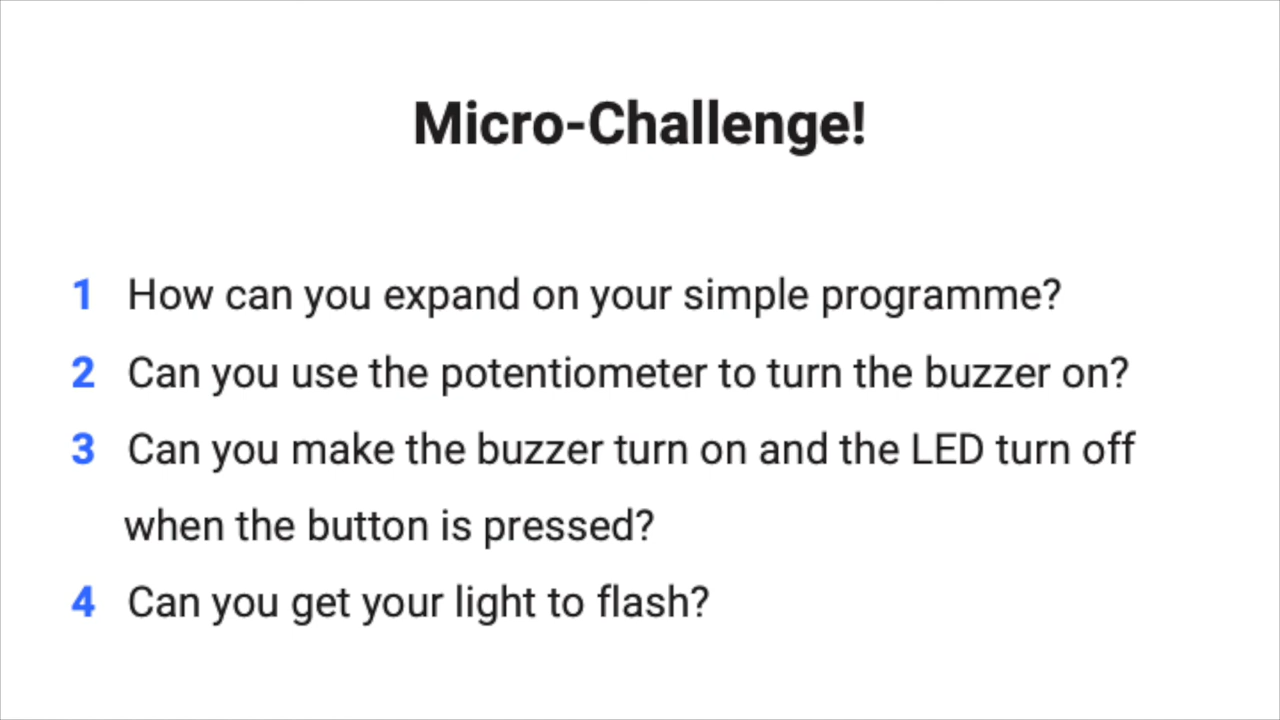 Micro-Challenge!
1 How can you expand on your simple programme?
2 Can you use the potentiometer to turn the buzzer on?
3 Can you make the buzzer turn on and the LED turn off
when the button is pressed?
4 Can you get your light to flash?